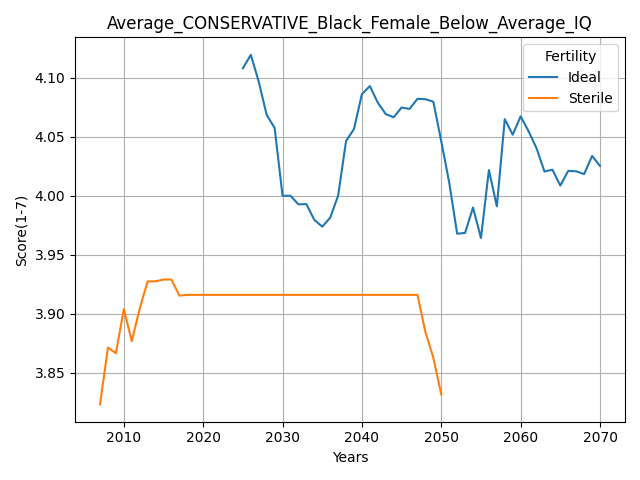 Average_CONSERVATIVE_Black_Female_Below_Average_IQ
Fertility
Ideal
Sterile
Score(1-7)
4.10
4.05
4.00
3.95
3.90
3.85
2010
2020
2030
2040
2050
2060
2070
Years